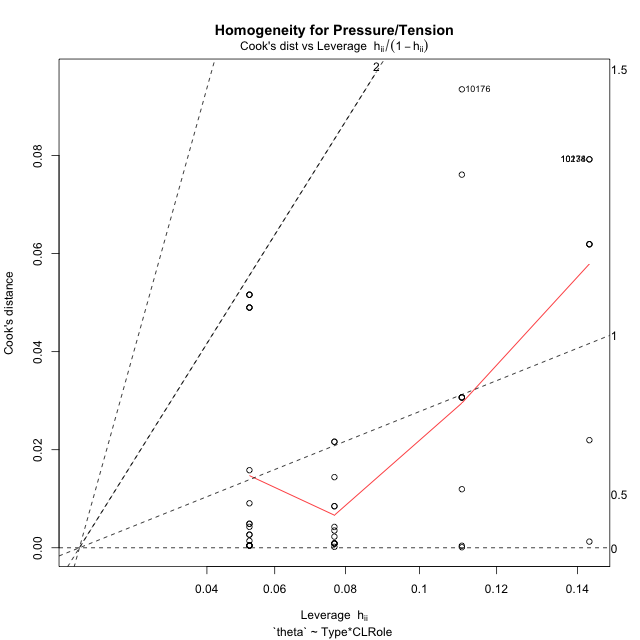 Homogeneity for Pressure/Tension
Cook's dist vs Leverage hii/(1 − hii)
2
1.5
10176
0.08
0.06
Cook's distance
0.04
1
0.02
0.5
0.00
0
0.04 0.06 0.08 0.1 0.12 0.14
Leverage hii
`theta` ~ Type*CLRole